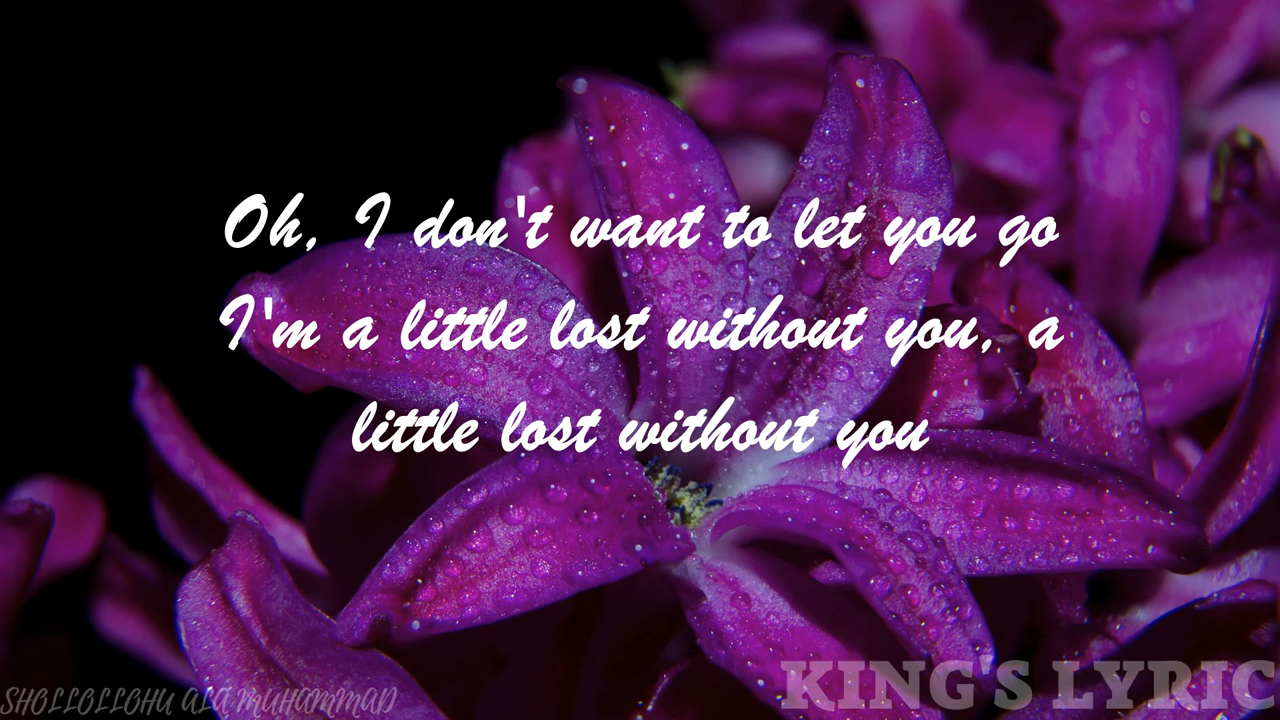 Oh, I don't want to let you go
I'm a little lost without you, a
little lost without you
SHOLLOLLOHU ALA MUHAMMAD
KING'S LYRIC